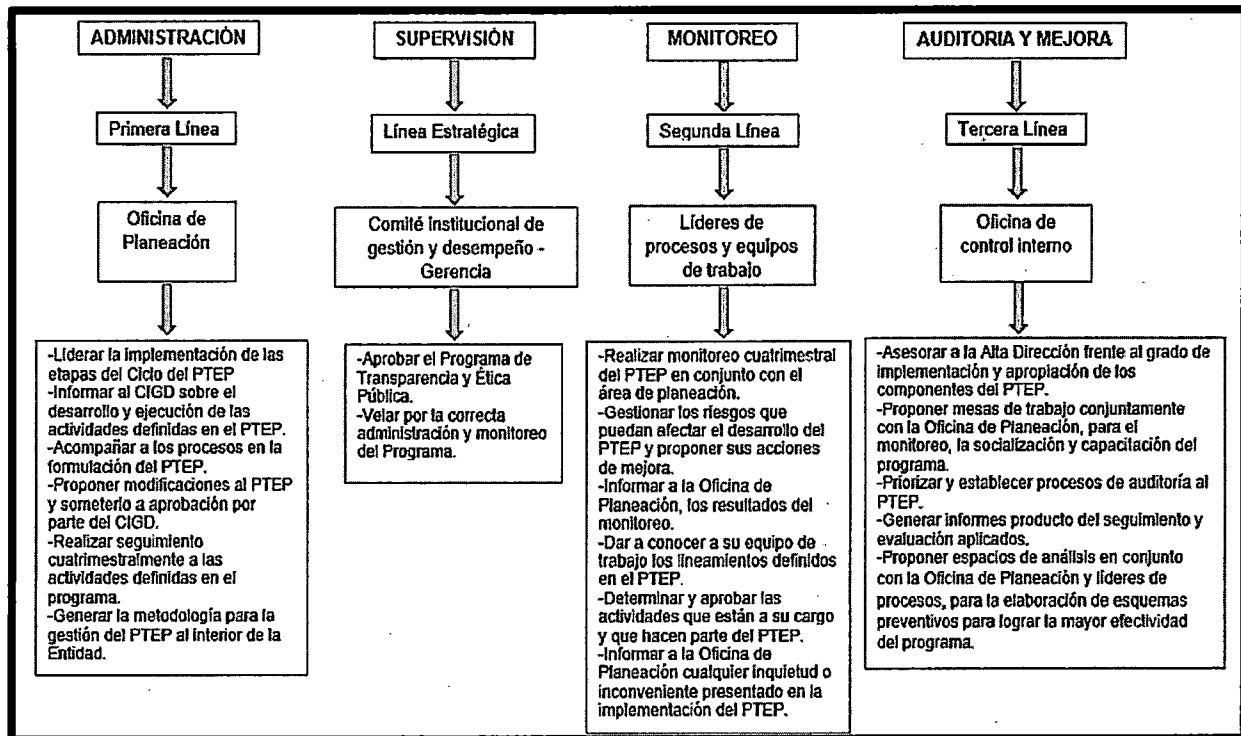 ADMINISTRACIÓN
Primera Línea
Oficina de
Planeación
-Liderar la implementación de las
etapas del Ciclo del PTEP
-Informar al CIGD sobre el
desarrollo y ejecución de las
actividades definidas en el PTEP.
-Acompañar a los procesos en la
formulación del PTEP.
-Proponer modificaciones al PTEP
y someterlo a aprobación por
parte del CIGD.
-Realizar seguimiento
cuatrimestralmente a las
actividades definidas en el
programa.
-Generar la metodología para la
gestión del PTEP al interior de la
Entidad.
SUPERVISIÓN
Línea Estratégica
Comité institucional de
gestión y desempeño -
Gerencia
-Aprobar el Programa de
Transparencia y Ética
Pública.
-Velar por la correcta
administración y monitoreo
del Programa.
MONITOREO
Segunda Línea
Líderes de
procesos y equipos
de trabajo
-Realizar monitoreo cuatrimestral
del PTEP en conjunto con el
área de planeación.
-Gestionar los riesgos que
puedan afectar el desarrollo del
PTEP y proponer sus acciones
de mejora.
-Informar a la Oficina de
Planeación, los resultados del
monitoreo.
-Dar a conocer a su equipo de
trabajo los lineamientos definidos
en el PTEP.
-Determinar y aprobar las
actividades que están a su cargo
y que hacen parte del PTEP.
-Informar a la Oficina de
Planeación cualquier inquietud o
inconveniente presentado en la
implementación del PTEP.
AUDITORIA Y MEJORA
Tercera Línea
Oficina de
control interno
-Asesorar a la Alta Dirección frente al grado de
implementación y apropiación de los
componentes del PTEP.
-Proponer mesas de trabajo conjuntamente
con la Oficina de Planeación, para el
monitoreo, la socialización y capacitación del
programa.
-Priorizar y establecer procesos de auditoría al
PTEP.
-Generar informes producto del seguimiento y
evaluación aplicados.
-Proponer espacios de análisis en conjunto
con la Oficina de Planeación y líderes de
procesos, para la elaboración de esquemas
preventivos para lograr la mayor efectividad
del programa.